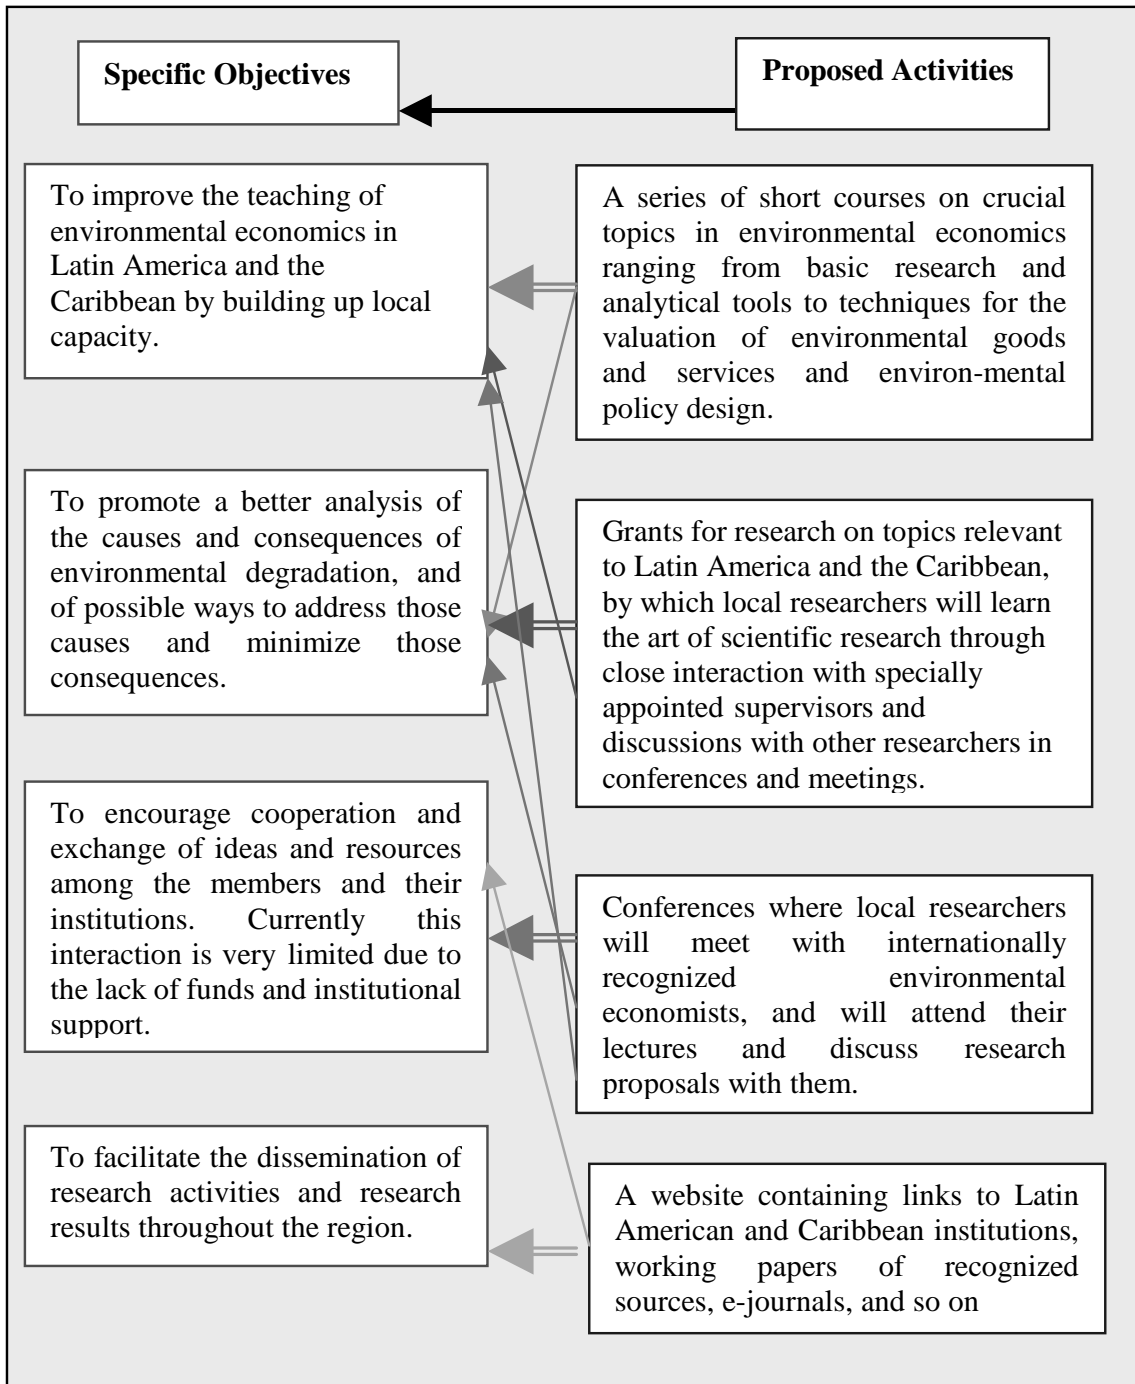 Specific Objectives
Proposed Activities
To improve the teaching of
environmental economics in
Latin America and the
Caribbean by building up local
capacity.
A series of short courses on crucial
topics in environmental economics
ranging from basic research and
analytical tools to techniques for the
valuation of environmental goods
and services and environ-mental
policy design.
To promote a better analysis of
the causes and consequences of
environmental degradation, and
of possible ways to address those
causes and minimize those
consequences.
Grants for research on topics relevant
to Latin America and the Caribbean,
by which local researchers will learn
the art of scientific research through
close interaction with specially
appointed supervisors and
discussions with other researchers in
conferences and meetings.
To encourage cooperation and
exchange of ideas and resources
among the members and their
institutions. Currently this
interaction is very limited due to
the lack of funds and institutional
support.
Conferences where local researchers
will meet with internationally
recognized environmental
economists, and will attend their
lectures and discuss research
proposals with them.
To facilitate the dissemination of
research activities and research
results throughout the region.
A website containing links to Latin
American and Caribbean institutions,
working papers of recognized
sources, e-journals, and so on